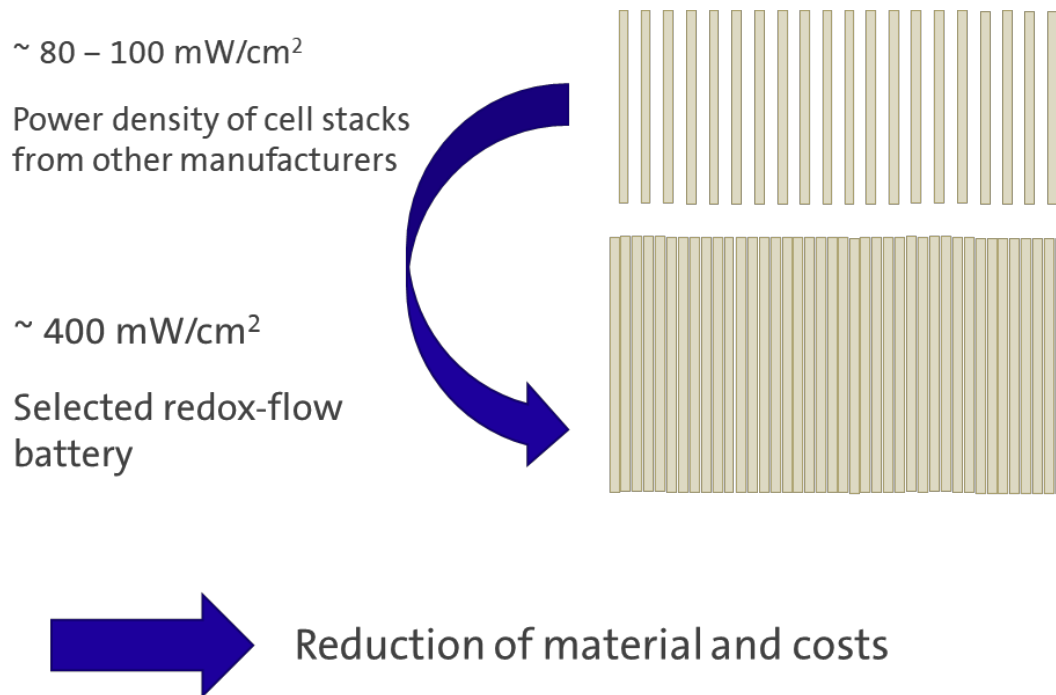 ~ 80 – 100 mW/cm²
Power density of cell stacks
from other manufacturers
~ 400 mW/cm²
Selected redox-flow
battery
Reduction of material and costs